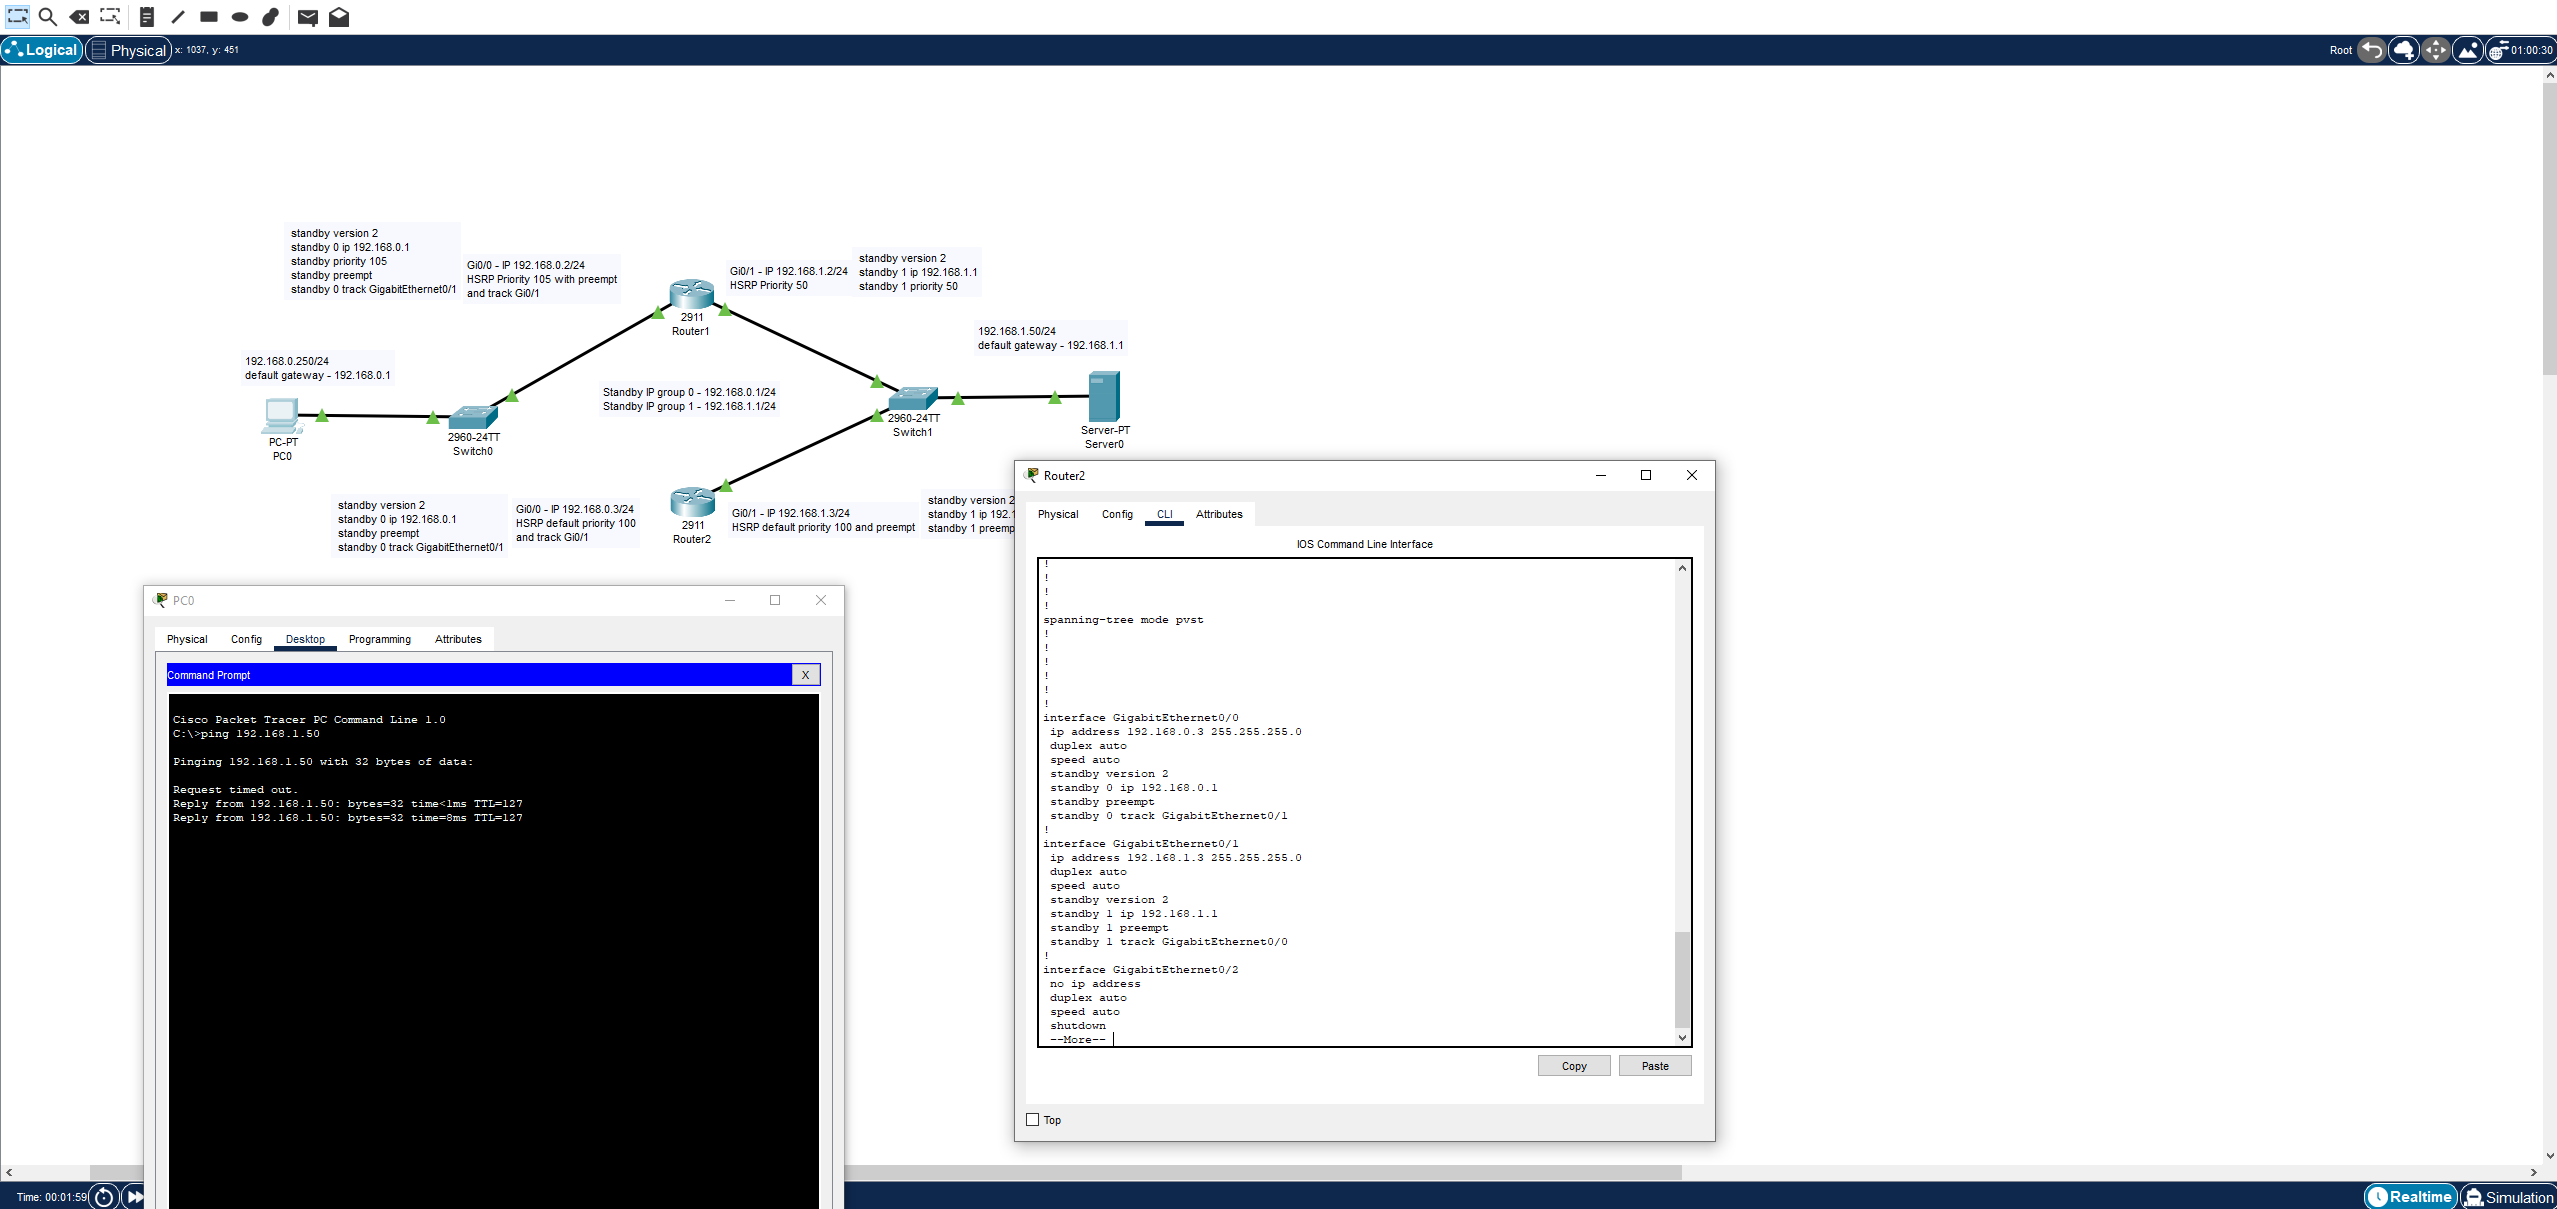 Logical
Physical
x: 1037, y: 451
Root
01:00:30
standby version 2
standby 0 ip 192.168.0.1
standby priority 105
standby preempt
standby 0 track GigabitEthernet0/1
Gi0/0 - IP 192.168.0.2/24
HSRP Priority 105 with preempt
and track Gi0/1
Gi0/1 - IP 192.168.1.2/24
HSRP Priority 50
standby version 2
standby 1 ip 192.168.1.1
standby 1 priority 50
2911
Router1
192.168.1.50/24
default gateway - 192.168.1.1
192.168.0.250/24
default gateway - 192.168.0.1
Standby IP group 0 - 192.168.0.1/24
Standby IP group 1 - 192.168.1.1/24
PC-PT
PC0
2960-24TT
Switch0
2960-24TT
Switch1
Server-PT
Server0
standby version 2
standby 0 ip 192.168.0.1
standby preempt
standby 0 track GigabitEthernet0/1
Gi0/0 - IP 192.168.0.3/24
HSRP default priority 100
and track Gi0/1
2911
Router2
Gi0/1 - IP 192.168.1.3/24
HSRP default priority 100 and preempt
standby version 2
standby 1 ip 192.1
standby 1 preemp
PC0
Physical Config Desktop Programming Attributes
Command Prompt
X
Cisco Packet Tracer PC Command Line 1.0
C:\>ping 192.168.1.50
Pinging 192.168.1.50 with 32 bytes of data:
Request timed out.
Reply from 192.168.1.50: bytes=32 time<1ms TTL=127
Reply from 192.168.1.50: bytes=32 time=8ms TTL=127
Router2
Physical Config CLI Attributes
IOS Command Line Interface
!
!
!
!
spanning-tree mode pvst
!
!
!
!
!
!
interface GigabitEthernet0/0
ip address 192.168.0.3 255.255.255.0
duplex auto
speed auto
standby version 2
standby 0 ip 192.168.0.1
standby preempt
standby 0 track GigabitEthernet0/1
!
interface GigabitEthernet0/1
ip address 192.168.1.3 255.255.255.0
duplex auto
speed auto
standby version 2
standby 1 ip 192.168.1.1
standby 1 preempt
standby 1 track GigabitEthernet0/0
!
interface GigabitEthernet0/2
no ip address
duplex auto
speed auto
shutdown
--More--
Copy
Paste
Top
Time: 00:01:59
Realtime
Simulation